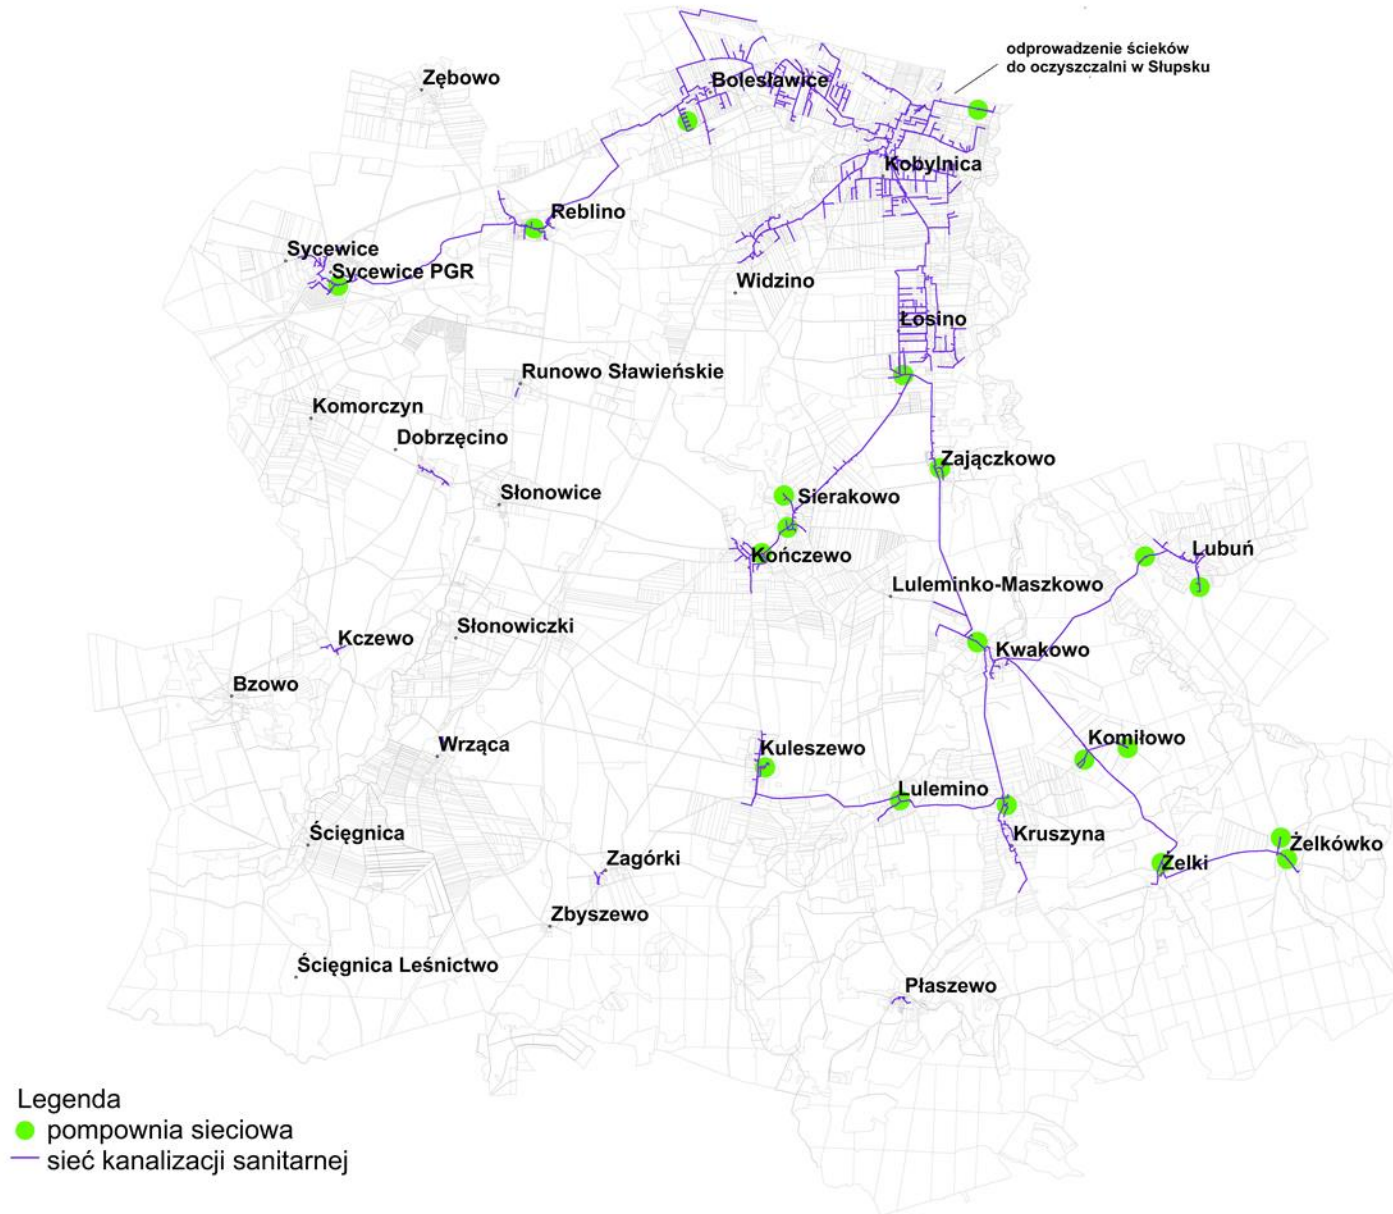 odprowadzenie ścieków
do oczyszczalni w Słupsku
Zębowo
Bolesławice
Kobylnica
Reblino
Sycewice
Sycewice PGR
Widzino
Łosino
Runowo Sławieńskie
Komorczyn
Dobrzęcino
Zajączkowo
Słonowice
Sierakowo
Kończewo
Lubuń
Luleminko-Maszkowo
Słonowiczki
Kczewo
Kwakowo
Bzowo
Wrząca
Kuleszewo
Komiłowo
Lulemino
Ścięgnica
Kruszyna
Żelkówko
Zagórki
Żelki
Zbyszewo
Ścięgnica Leśnictwo
Płaszewo
Legenda
pompownia sieciowa
sieć kanalizacji sanitarnej